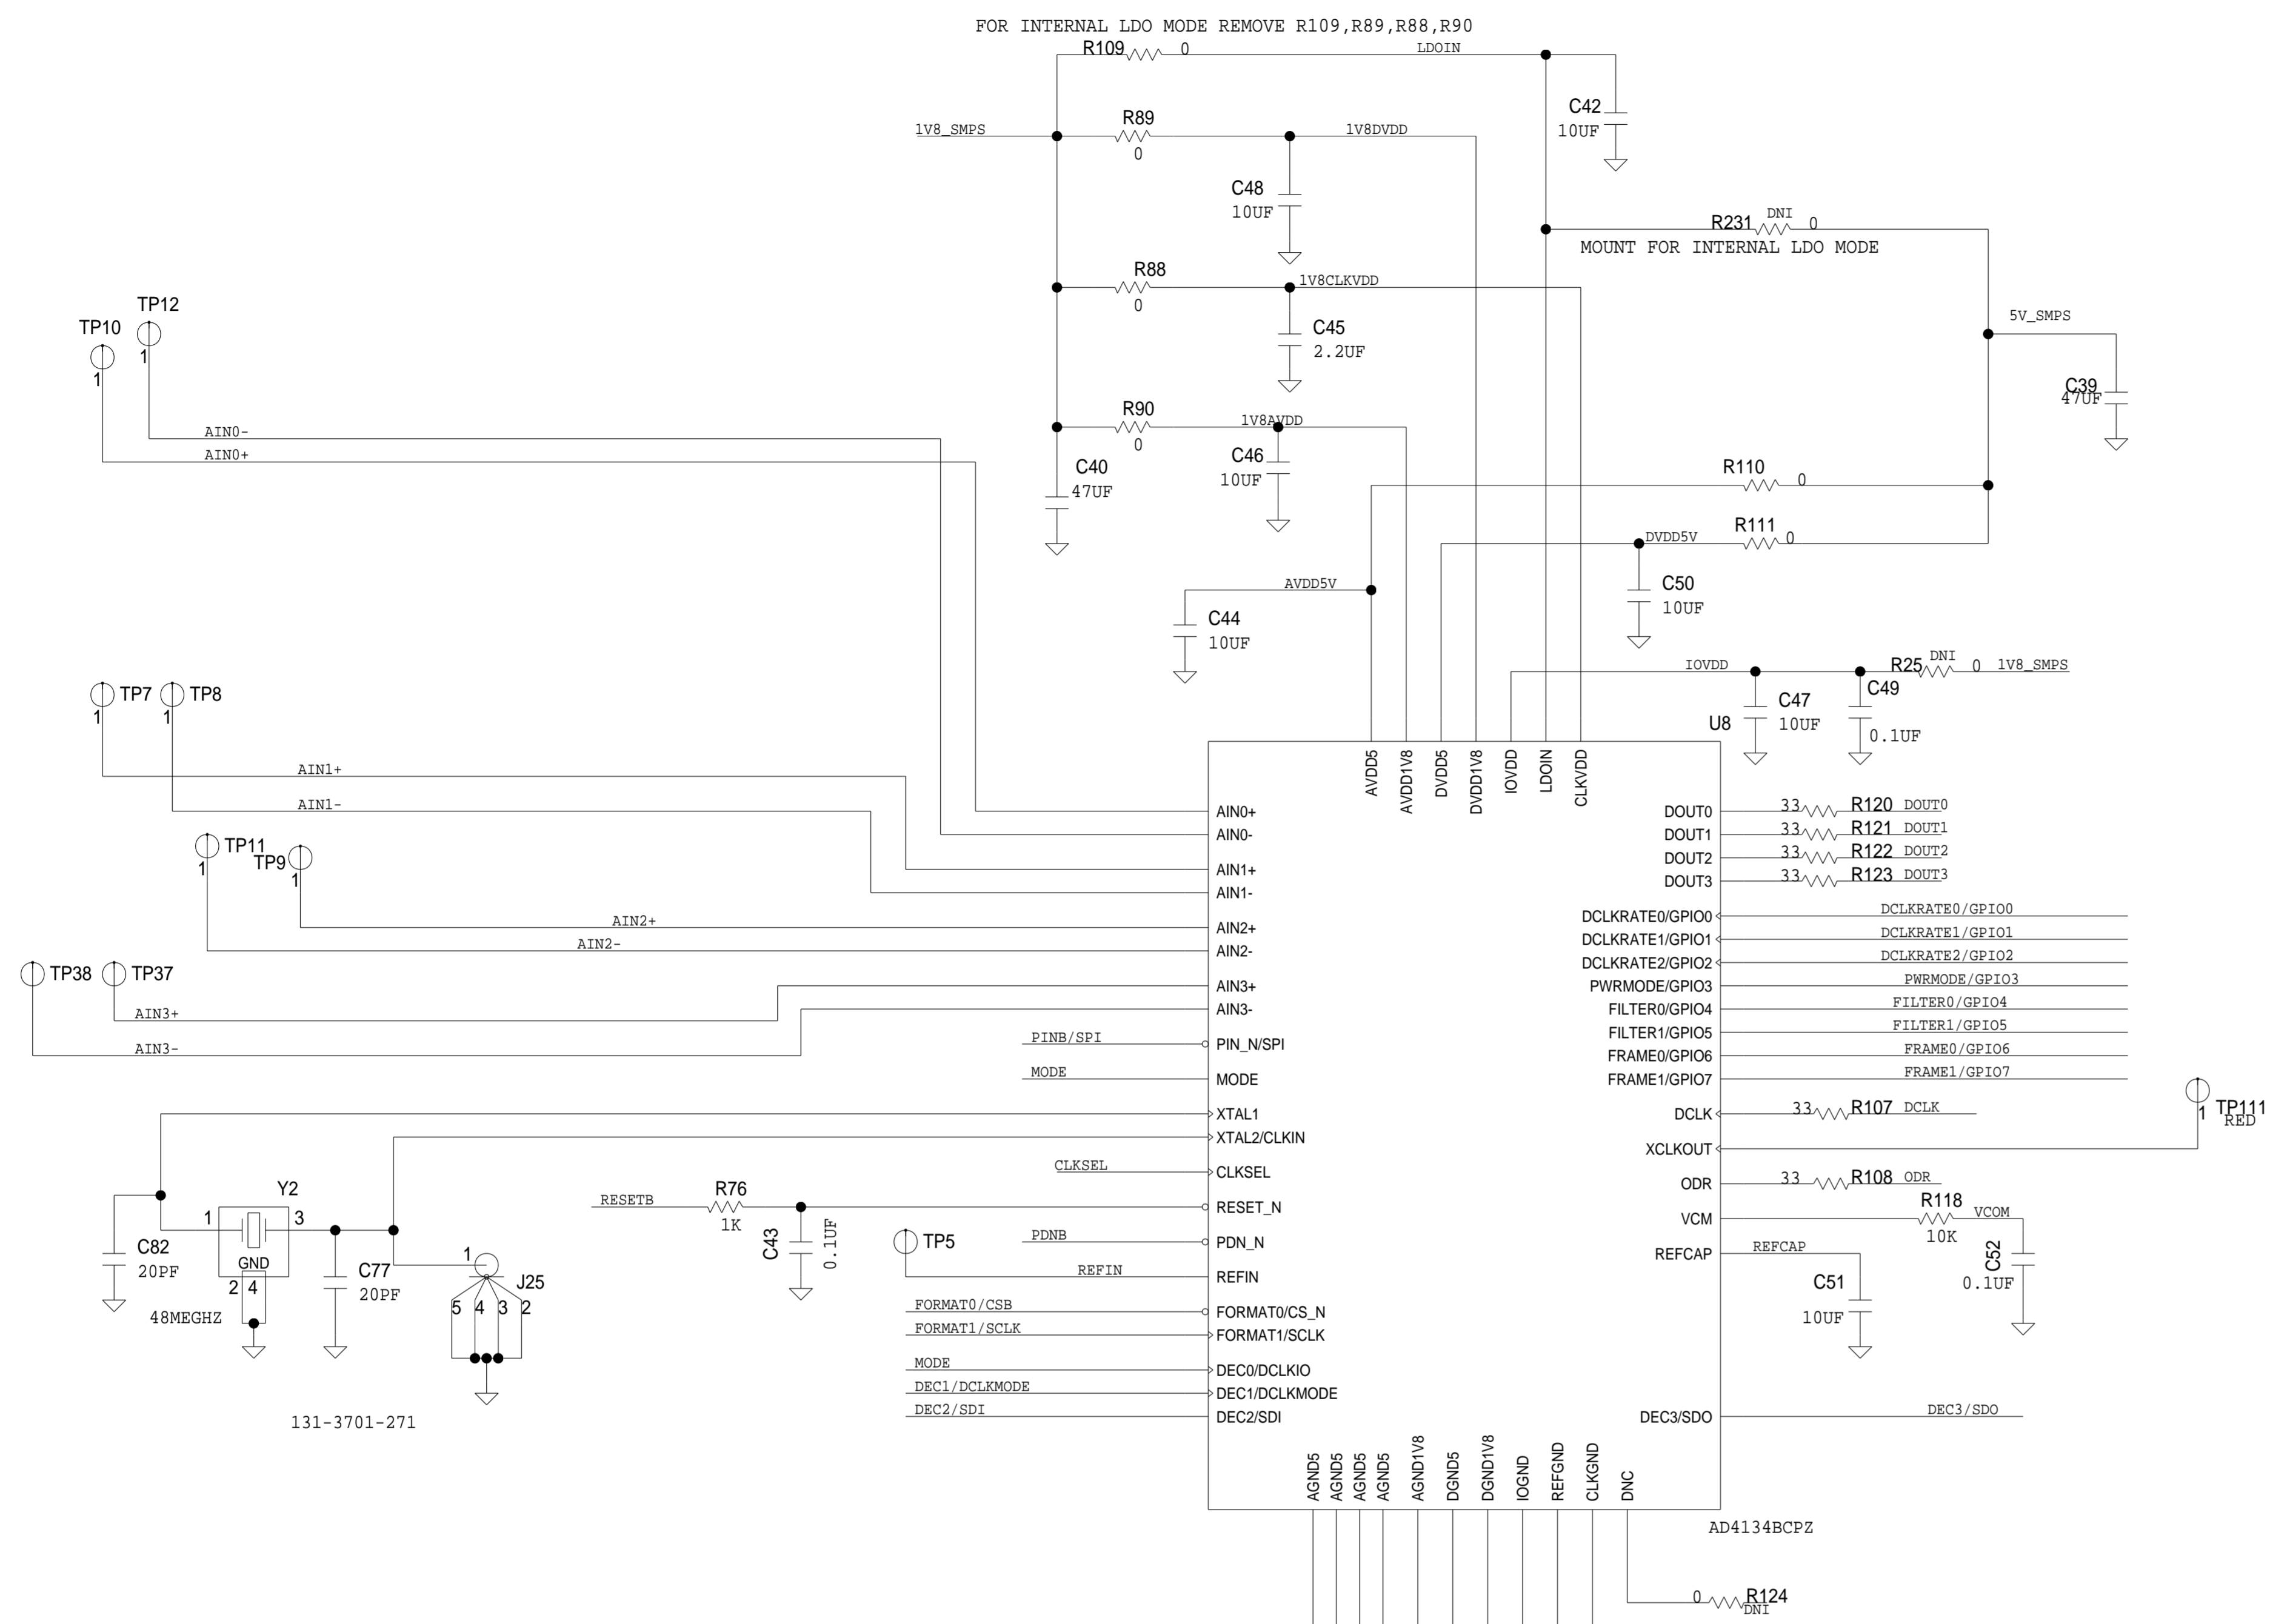 FOR INTERNAL LDO MODE REMOVE R109,R89,R88,R90
R109 0 LDOIN
C42
10UF
1V8_SMPS
R89
0
1V8DVDD
C48
10UF
R231 DNI 0
MOUNT FOR INTERNAL LDO MODE
R88
0
1V8CLKVDD
C45
2.2UF
5V_SMPS
C39
47UF
TP12
1
TP10
1
R90
0
1V8AVDD
C46
10UF
C40
47UF
AIN0-
AIN0+
R110 0
R111 0
DVDD5V
C50
10UF
AVDD5V
C44
10UF
IOVDD
R25 DNI 0 1V8_SMPS
C47
10UF
C49
0.1UF
U8
TP7
1
TP8
1
AIN1+
AIN1-
TP11
1
TP9
1
AIN2+
AIN2-
TP38
TP37
AIN3+
AIN3-
AVDD5
AVDD1V8
DVDD5
DVDD1V8
IOVDD
LDOIN
CLKVDD
AIN0+
AIN0-
AIN1+
AIN1-
AIN2+
AIN2-
AIN3+
AIN3-
PINB/SPI PIN_N/SPI
MODE MODE
XTAL1
XTAL2/CLKIN
CLKSEL CLKSEL
RESETB R76 1K RESET_N
C43
0.1UF
PDNB PDN_N
TP5
REFIN REFIN
FORMAT0/CSB FORMAT0/CS_N
FORMAT1/SCLK FORMAT1/SCLK
MODE DEC0/DCLKIO
DEC1/DCLKMODE DEC1/DCLKMODE
DEC2/SDI DEC2/SDI
DOUT0 33 R120 DOUT0
DOUT1 33 R121 DOUT1
DOUT2 33 R122 DOUT2
DOUT3 33 R123 DOUT3
DCLKRATE0/GPIO0 DCLKRATE0/GPIO0
DCLKRATE1/GPIO1 DCLKRATE1/GPIO1
DCLKRATE2/GPIO2 DCLKRATE2/GPIO2
PWRMODE/GPIO3 PWRMODE/GPIO3
FILTER0/GPIO4 FILTER0/GPIO4
FILTER1/GPIO5 FILTER1/GPIO5
FRAME0/GPIO6 FRAME0/GPIO6
FRAME1/GPIO7 FRAME1/GPIO7
DCLK 33 R107 DCLK
XCLKOUT
1 TP111
RED
ODR 33 R108 ODR
VCM R118 10K VCOM
C52
0.1UF
REFCAP REFCAP
C51
10UF
DEC3/SDO DEC3/SDO
Y2
1 3
GND
2 4
48MEGHZ
C82
20PF
C77
20PF
1
J25
5 4 3 2
131-3701-271
AGND5
AGND5
AGND5
AGND5
AGND1V8
DGND5
DGND1V8
IOGND
REFGND
CLKGND
DNC
AD4134BCPZ
0 R124
DNI